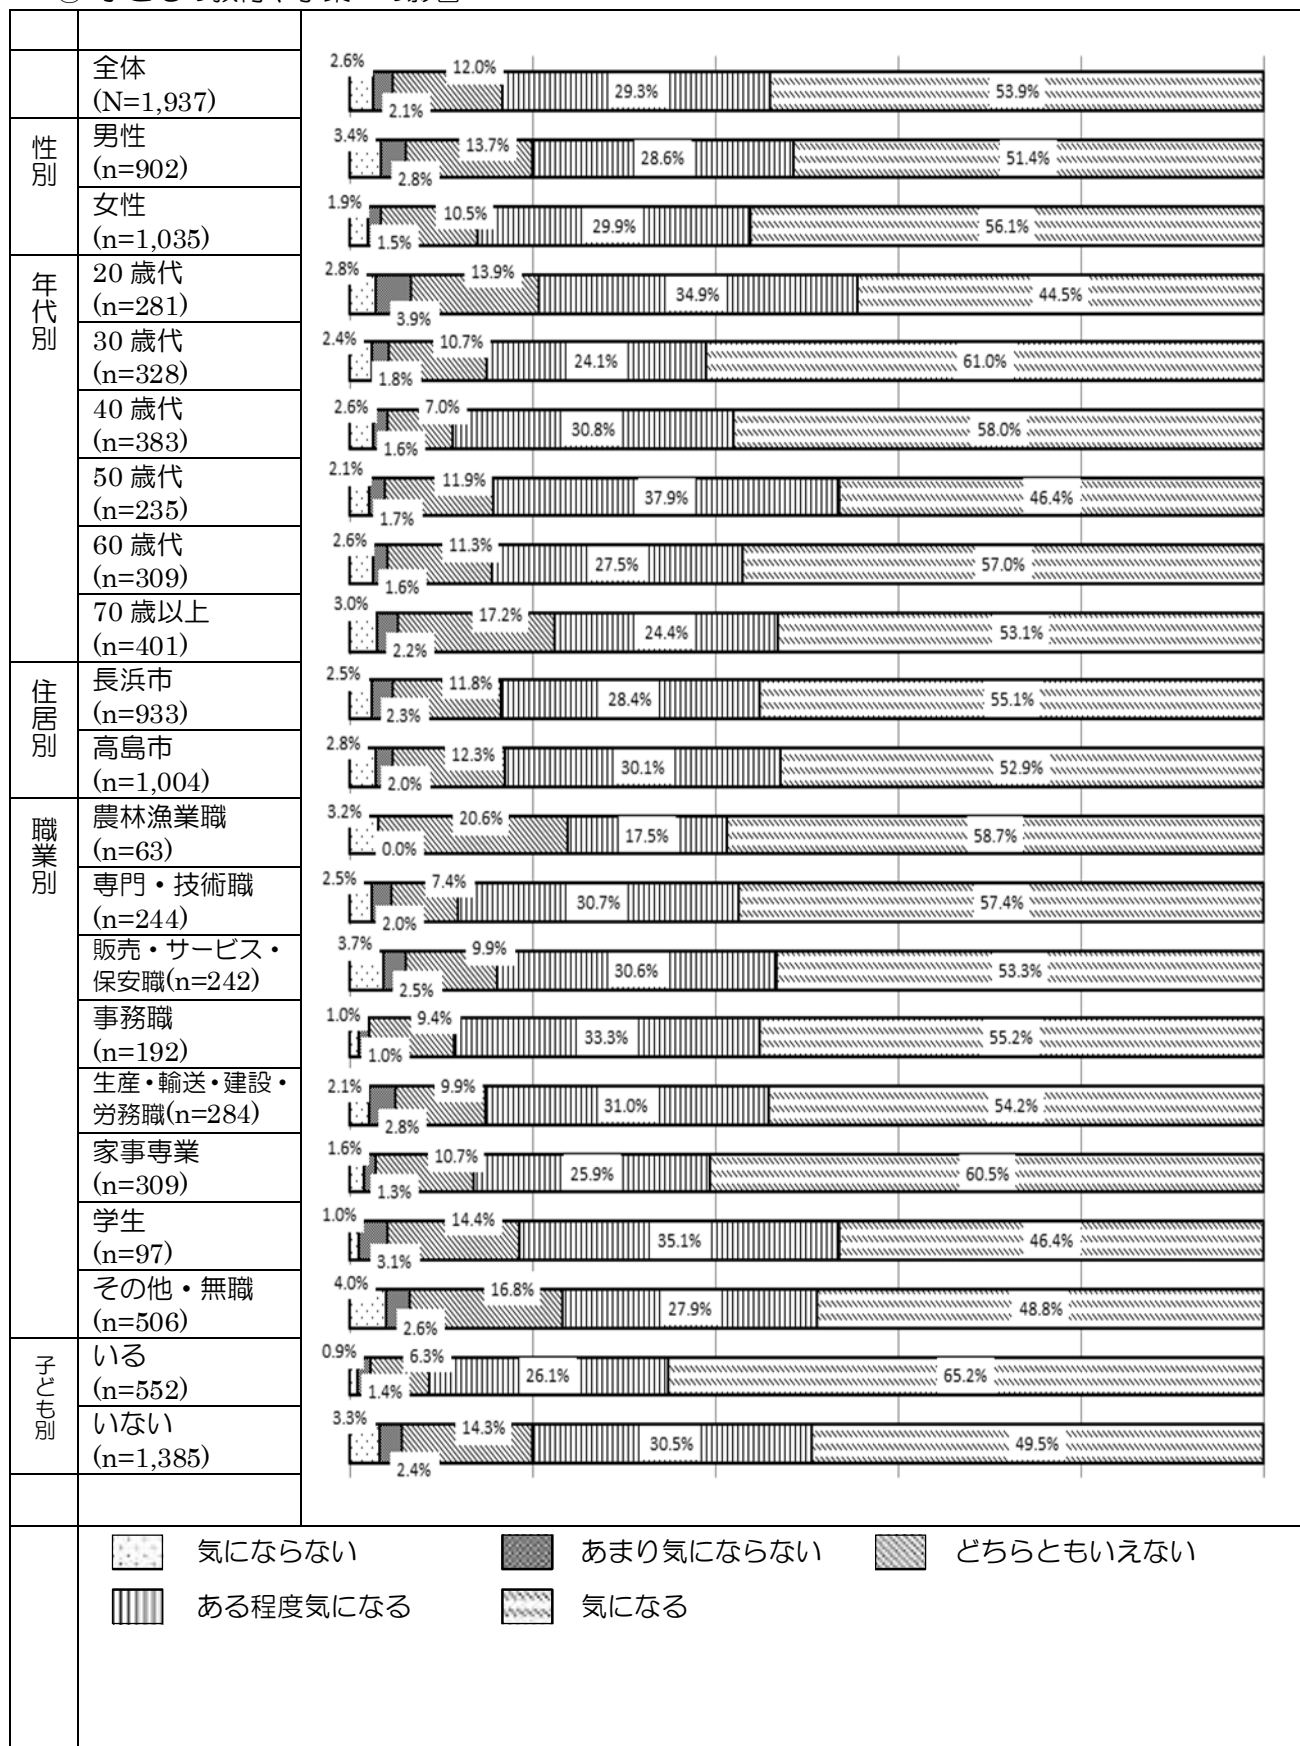 全体
(N=1,937)
2.6%
2.1%
12.0%
29.3%
53.9%
性別
男性
(n=902)
3.4%
2.8%
13.7%
28.6%
51.4%
女性
(n=1,035)
1.9%
1.5%
10.5%
29.9%
56.1%
年代別
20 歳代
(n=281)
2.8%
3.9%
13.9%
34.9%
44.5%
30 歳代
(n=328)
2.4%
1.8%
10.7%
24.1%
61.0%
40 歳代
(n=383)
2.6%
1.6%
7.0%
30.8%
58.0%
50 歳代
(n=235)
2.1%
1.7%
11.9%
37.9%
46.4%
60 歳代
(n=309)
2.6%
1.6%
11.3%
27.5%
57.0%
70 歳以上
(n=401)
3.0%
2.2%
17.2%
24.4%
53.1%
住居別
長浜市
(n=933)
2.5%
2.3%
11.8%
28.4%
55.1%
高島市
(n=1,004)
2.8%
2.0%
12.3%
30.1%
52.9%
職業別
農林漁業職
(n=63)
3.2%
0.0%
20.6%
17.5%
58.7%
専門・技術職
(n=244)
2.5%
2.0%
7.4%
30.7%
57.4%
販売・サービス・
保安職(n=242)
3.7%
2.5%
9.9%
30.6%
53.3%
事務職
(n=192)
1.0%
1.0%
9.4%
33.3%
55.2%
生産・輸送・建設・
労務職(n=284)
2.1%
2.8%
9.9%
31.0%
54.2%
家事専業
(n=309)
1.6%
1.3%
10.7%
25.9%
60.5%
学生
(n=97)
1.0%
3.1%
14.4%
35.1%
46.4%
その他・無職
(n=506)
4.0%
2.6%
16.8%
27.9%
48.8%
子ども別
いる
(n=552)
0.9%
1.4%
6.3%
26.1%
65.2%
いない
(n=1,385)
3.3%
2.4%
14.3%
30.5%
49.5%
気にならない
あまり気にならない
どちらともいえない
ある程度気になる
気になる